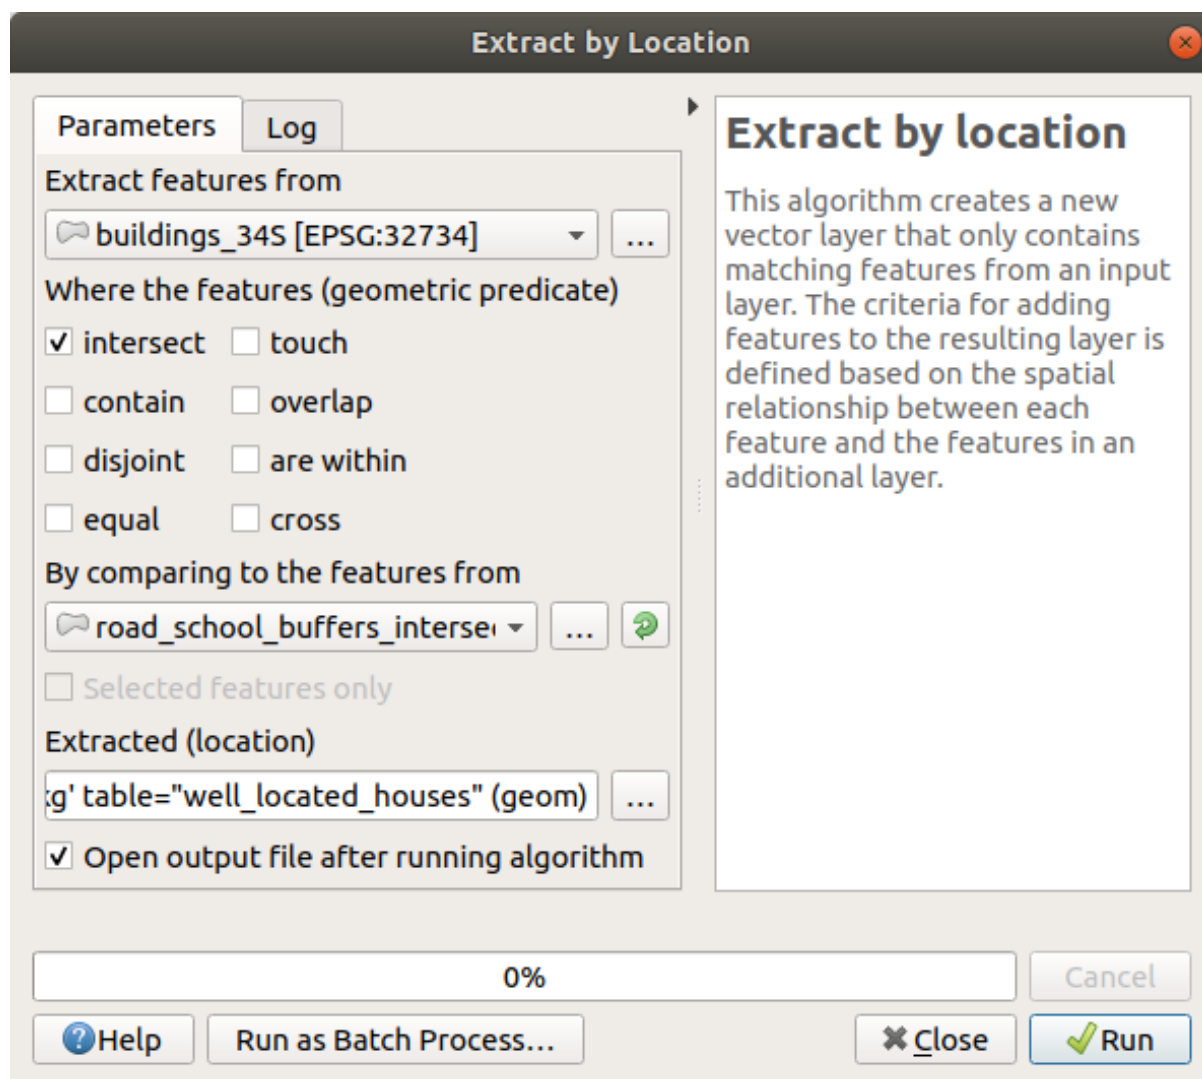 Extract by Location
Parameters
Log
Extract features from
buildings_34S [EPSG:32734]
...
Where the features (geometric predicate)
intersect touch
contain overlap
disjoint are within
equal cross
By comparing to the features from
road_school_buffers_interse
...
Selected features only
Extracted (location)
g' table="well_located_houses" (geom)
...
Open output file after running algorithm
Extract by location
This algorithm creates a new
vector layer that only contains
matching features from an input
layer. The criteria for adding
features to the resulting layer is
defined based on the spatial
relationship between each
feature and the features in an
additional layer.
0%
Cancel
Help
Run as Batch Process...
Close
Run